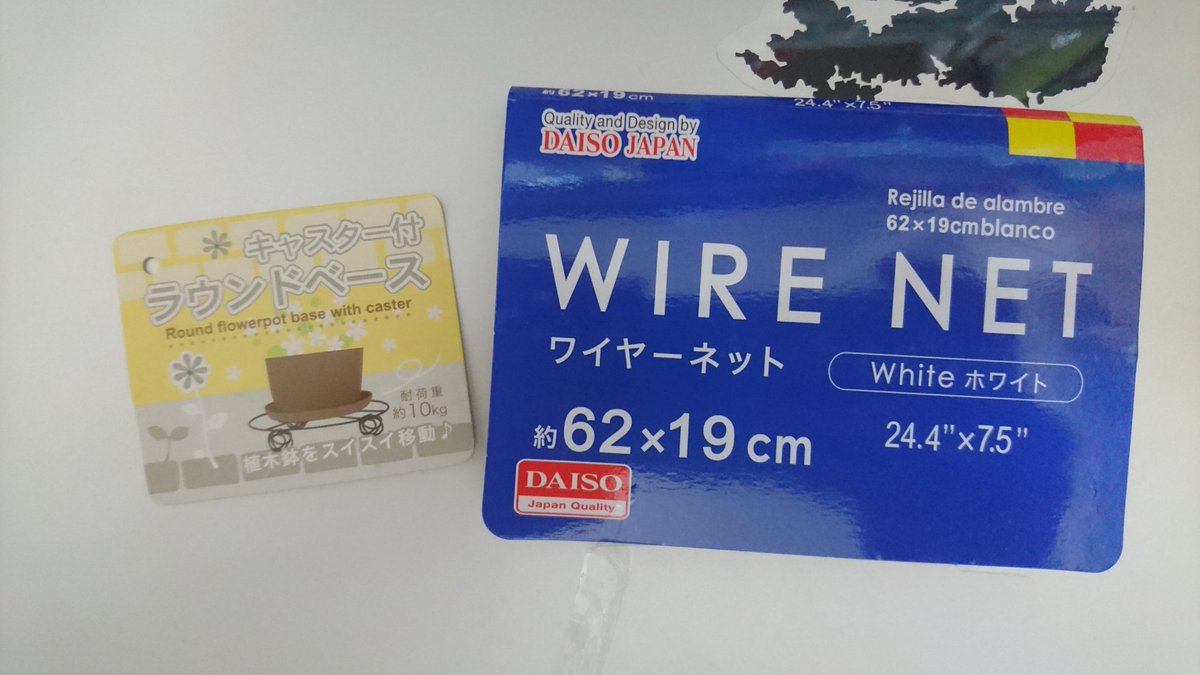 キャスター付
ラウンドベース
Round flowerpot base with caster
耐荷重
約10kg
植木鉢をスイスイ移動♪
約62×19cm
24.4"×7.5"
Quality and Design by
DAISO JAPAN
Rejilla de alambre
62×19cmblanco
WIRE NET
ワイヤーネット
White ホワイト
約62×19cm
24.4"×7.5"
DAISO
Japan Quality